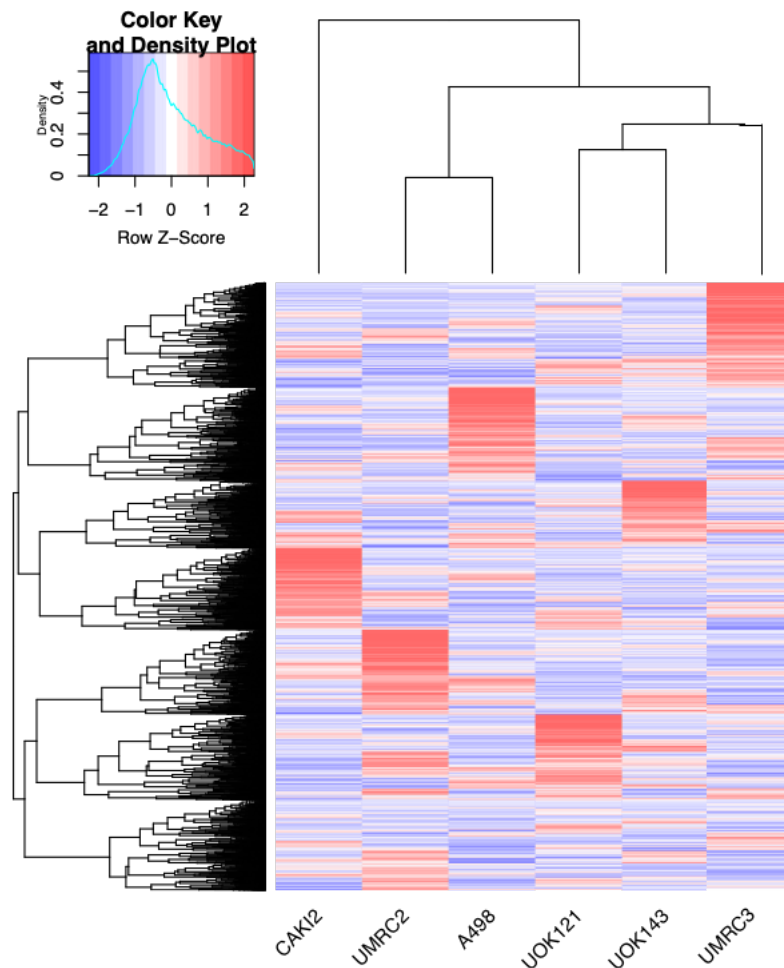 Color Key
and Density Plot
Density
0 0.2 0.4
−2 −1 0 1 2
Row Z−Score
CAKI2 UMRC2 A498 UOK121 UOK143 UMRC3